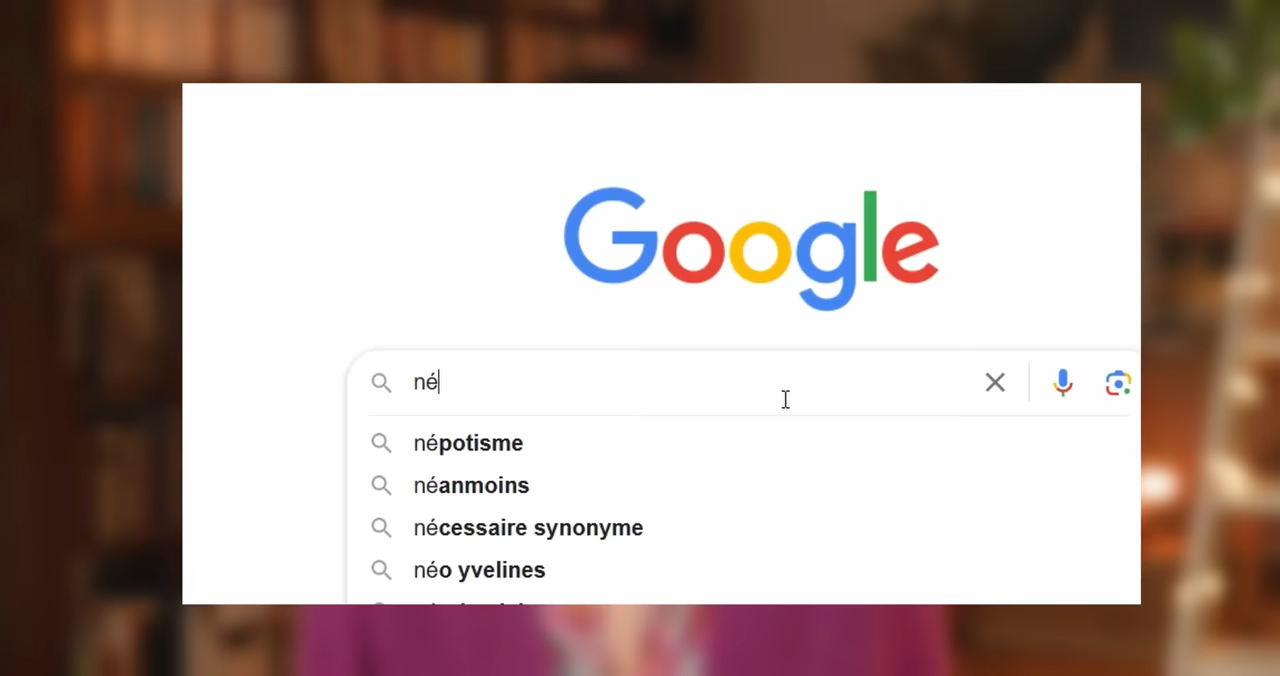 Google
né
népotisme
néanmoins
nécessaire synonyme
néo yvelines